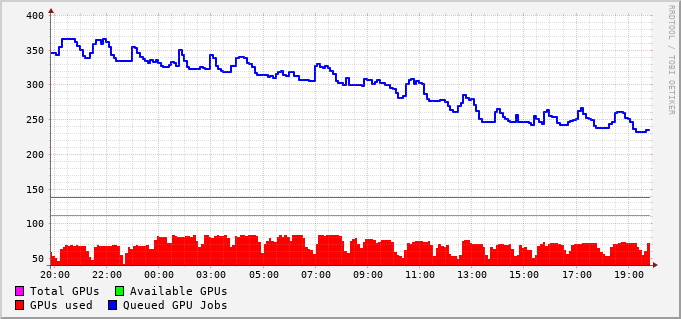 400
350
300
250
200
150
100
50
20:00 22:00 00:00 03:00 05:00 07:00 09:00 11:00 13:00 15:00 17:00 19:00
Total GPUs Available GPUs
GPUs used Queued GPU Jobs
RRDTOOL / TOBI OETIKER